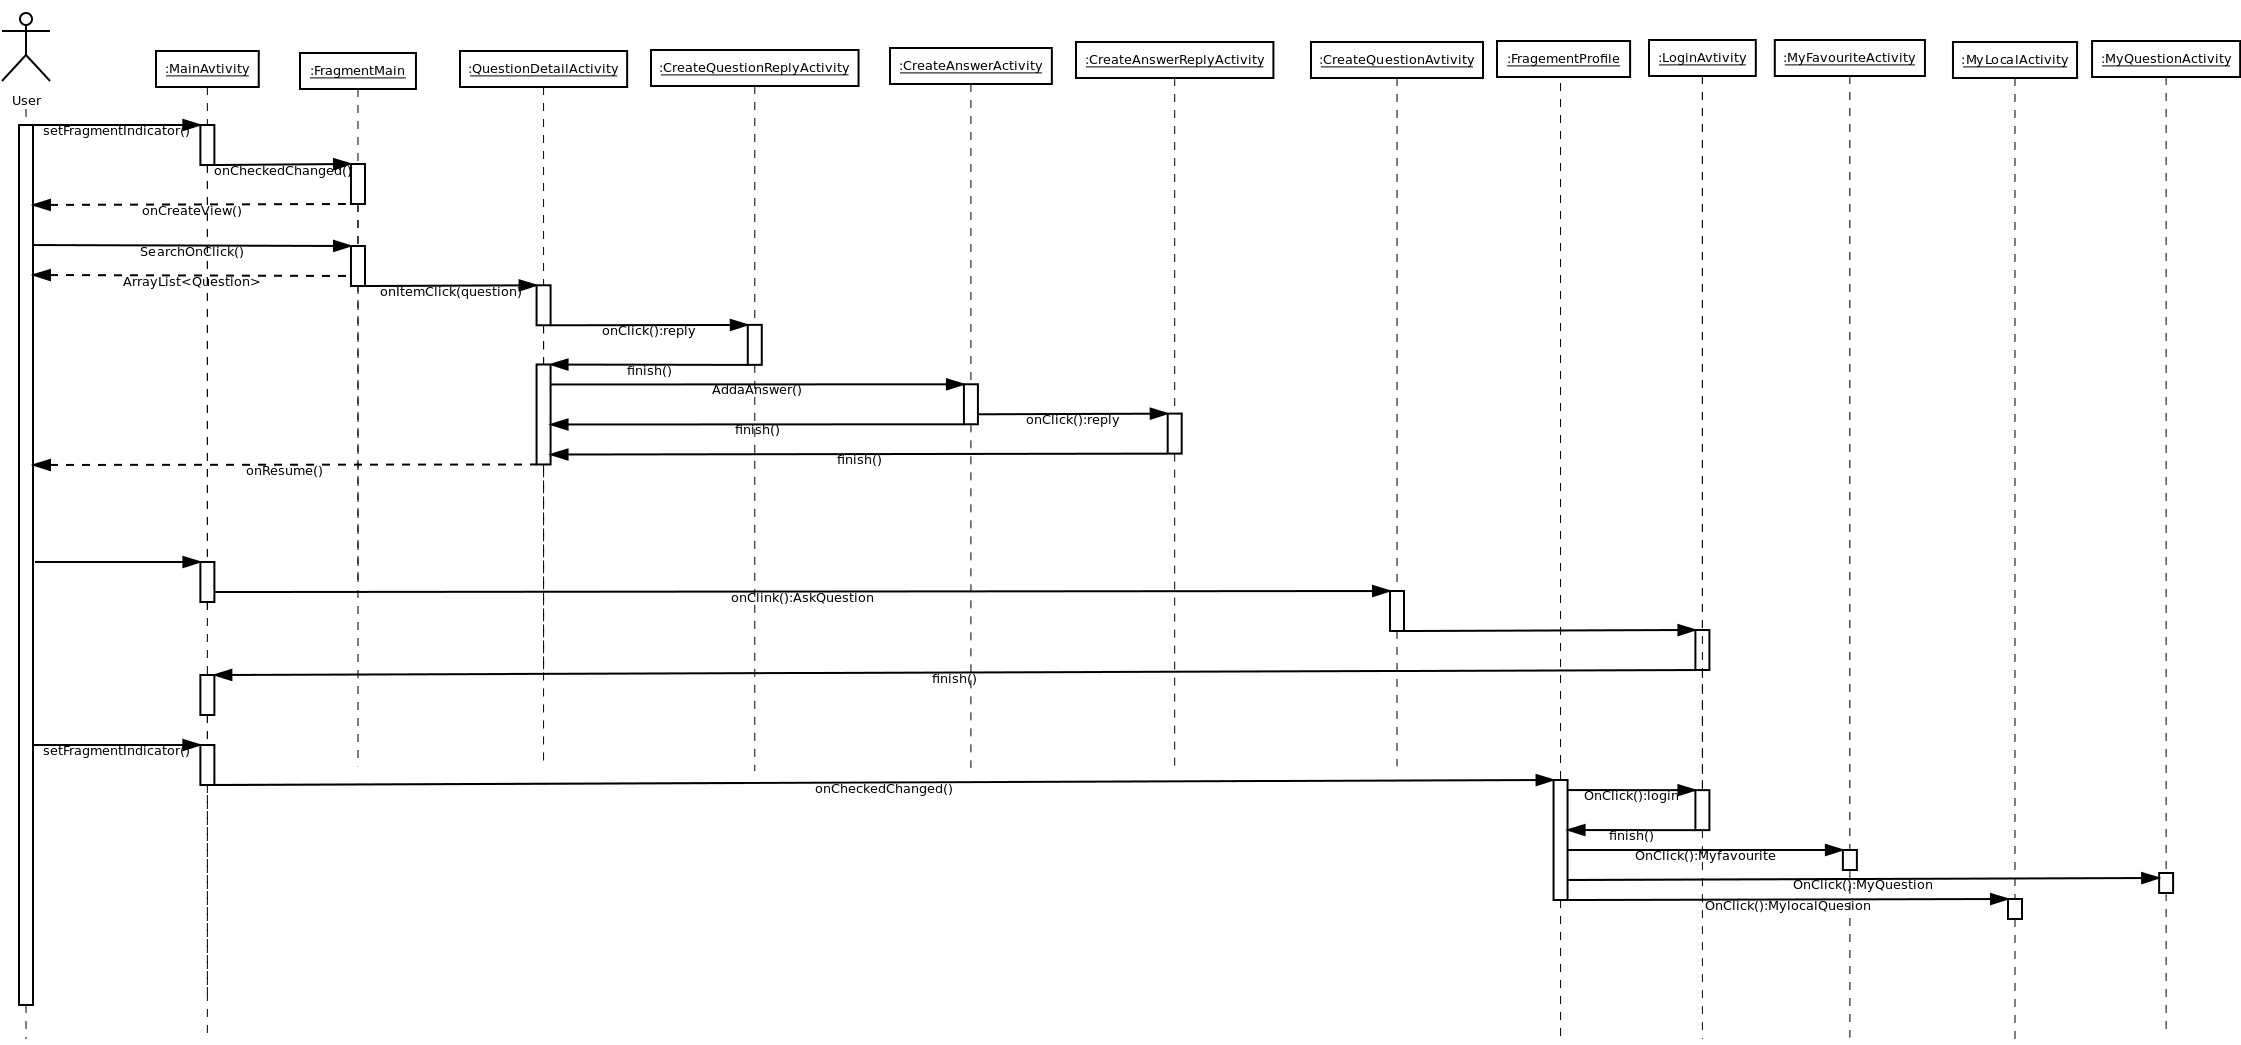 User
:MainAvtivity
:FragmentMain
:QuestionDetailActivity
:CreateQuestionReplyActivity
:CreateAnswerActivity
:CreateAnswerReplyActivity
:CreateQuestionAvtivity
:FragementProfile
:LoginAvtivity
:MyFavouriteActivity
:MyLocalActivity
:MyQuestionActivity
setFragmentIndicator()
onCheckedChanged()
onCreateView()
SearchOnClick()
ArrayList<Question>
onItemClick(question)
onClick():reply
finish()
AddaAnswer()
onClick():reply
finish()
finish()
onResume()
onClink():AskQuestion
finish()
setFragmentIndicator()
onCheckedChanged()
OnClick():login
finish()
OnClick():Myfavourite
OnClick():MyQuestion
OnClick():MylocalQuesion